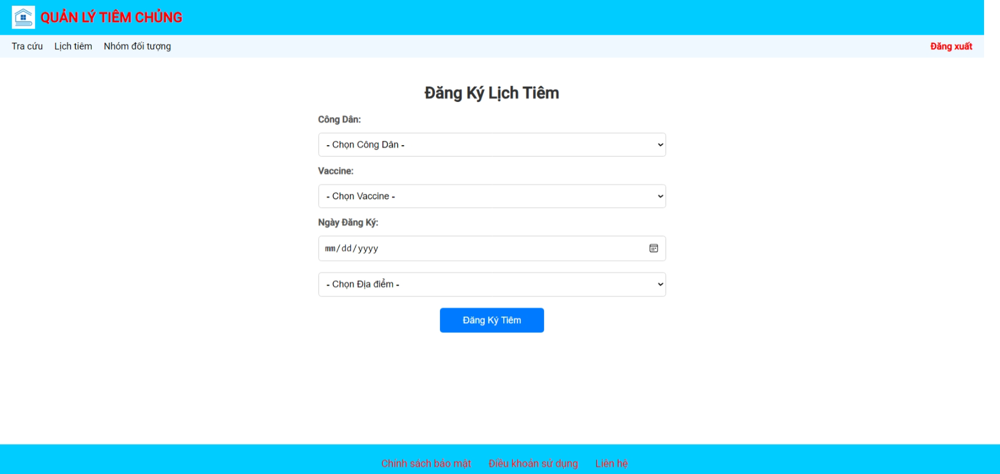 QUẢN LÝ TIÊM CHỦNG
Tra cứu Lịch tiêm Nhóm đối tượng Đăng xuất
Đăng Ký Lịch Tiêm
Công Dân:
- Chọn Công Dân -
Vaccine:
- Chọn Vaccine -
Ngày Đăng Ký:
mm/dd/yyyy
- Chọn Địa điểm -
Đăng Ký Tiêm
Chính sách bảo mật Điều khoản sử dụng Liên hệ